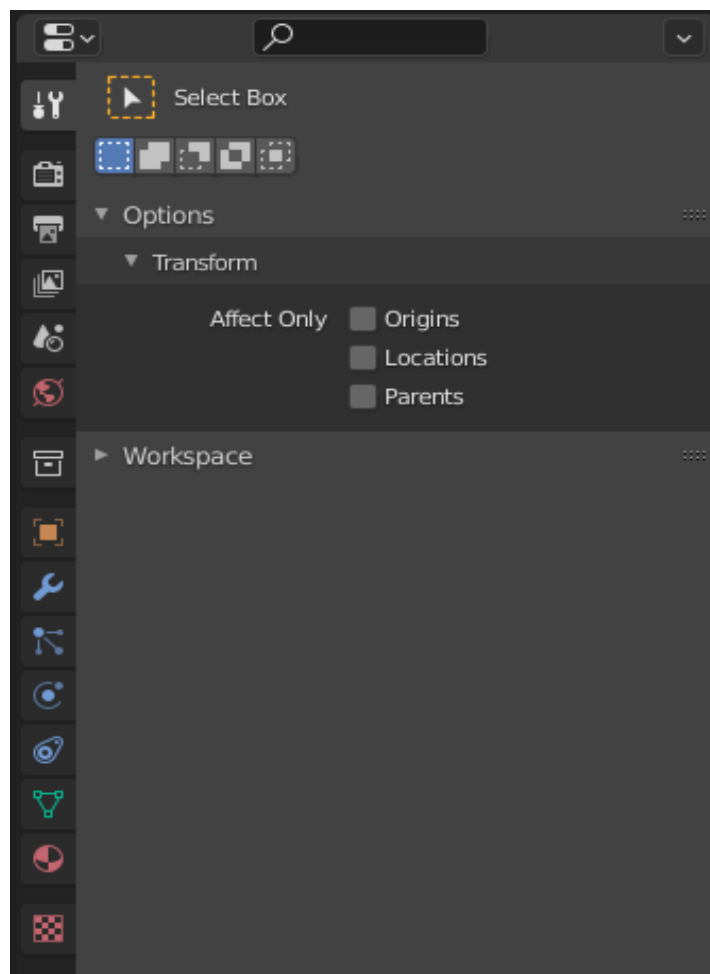 Select Box
Options
Transform
Affect Only Origins
Locations
Parents
Workspace